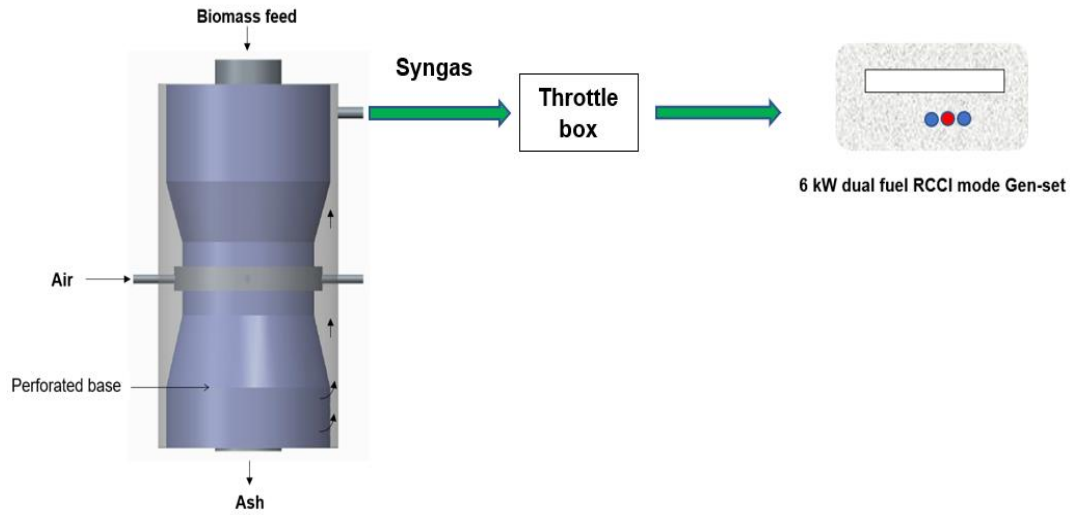 Biomass feed
Syngas
Throttle
box
6 kW dual fuel RCCI mode Gen-set
Air
Perforated base
Ash